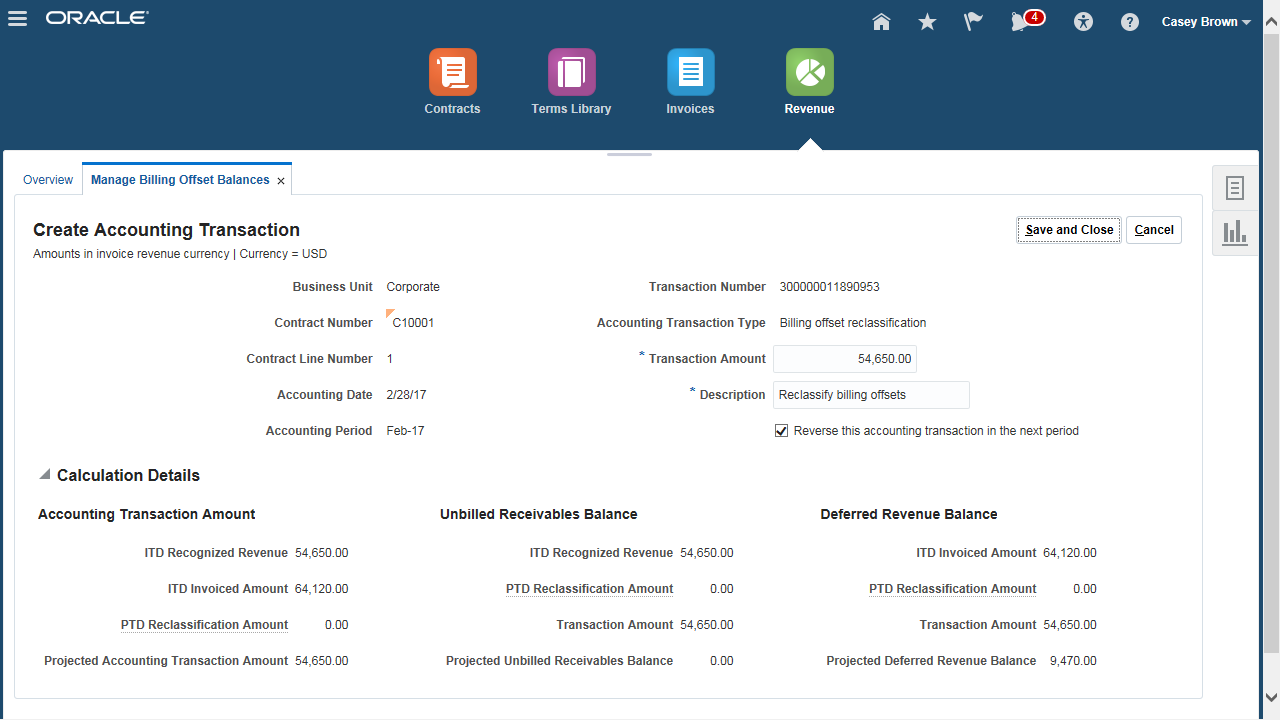 ORACLE
4
Casey Brown
Contracts
Terms Library
Invoices
Revenue
Overview
Manage Billing Offset Balances
Create Accounting Transaction
Save and Close
Cancel
Amounts in invoice revenue currency | Currency = USD
Business Unit Corporate
Transaction Number 300000011890953
Contract Number C10001
Accounting Transaction Type Billing offset reclassification
Contract Line Number 1
* Transaction Amount 54,650.00
Accounting Date 2/28/17
* Description Reclassify billing offsets
Accounting Period Feb-17
Reverse this accounting transaction in the next period
Calculation Details
Accounting Transaction Amount
ITD Recognized Revenue 54,650.00
ITD Invoiced Amount 64,120.00
PTD Reclassification Amount 0.00
Projected Accounting Transaction Amount 54,650.00
Unbilled Receivables Balance
ITD Recognized Revenue 54,650.00
PTD Reclassification Amount 0.00
Transaction Amount 54,650.00
Projected Unbilled Receivables Balance 0.00
Deferred Revenue Balance
ITD Invoiced Amount 64,120.00
PTD Reclassification Amount 0.00
Transaction Amount 54,650.00
Projected Deferred Revenue Balance 9,470.00